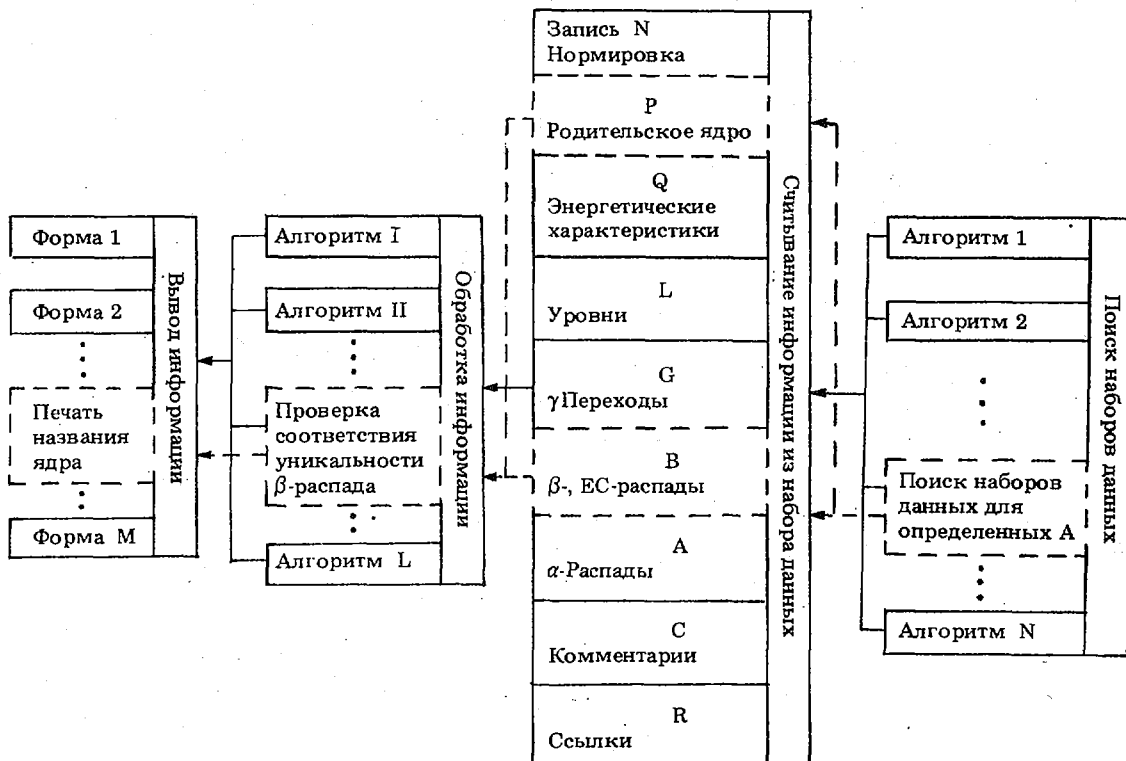 Форма 1
Форма 2
Печать
названия
ядра
Форма M
Вывод информации
Алгоритм I
Алгоритм II
Проверка
соответствия
уникальности
β-распада
Алгоритм L
Обработка информации
Запись N
Нормировка
P
Родительское ядро
Q
Энергетические
характеристики
L
Уровни
G
γПереходы
B
β-, ЕС-распады
A
α-Распады
C
Комментарии
R
Ссылки
Считывание информации из набора данных
Алгоритм 1
Алгоритм 2
Поиск наборов
данных для
определенных А
Алгоритм N
Поиск наборов данных